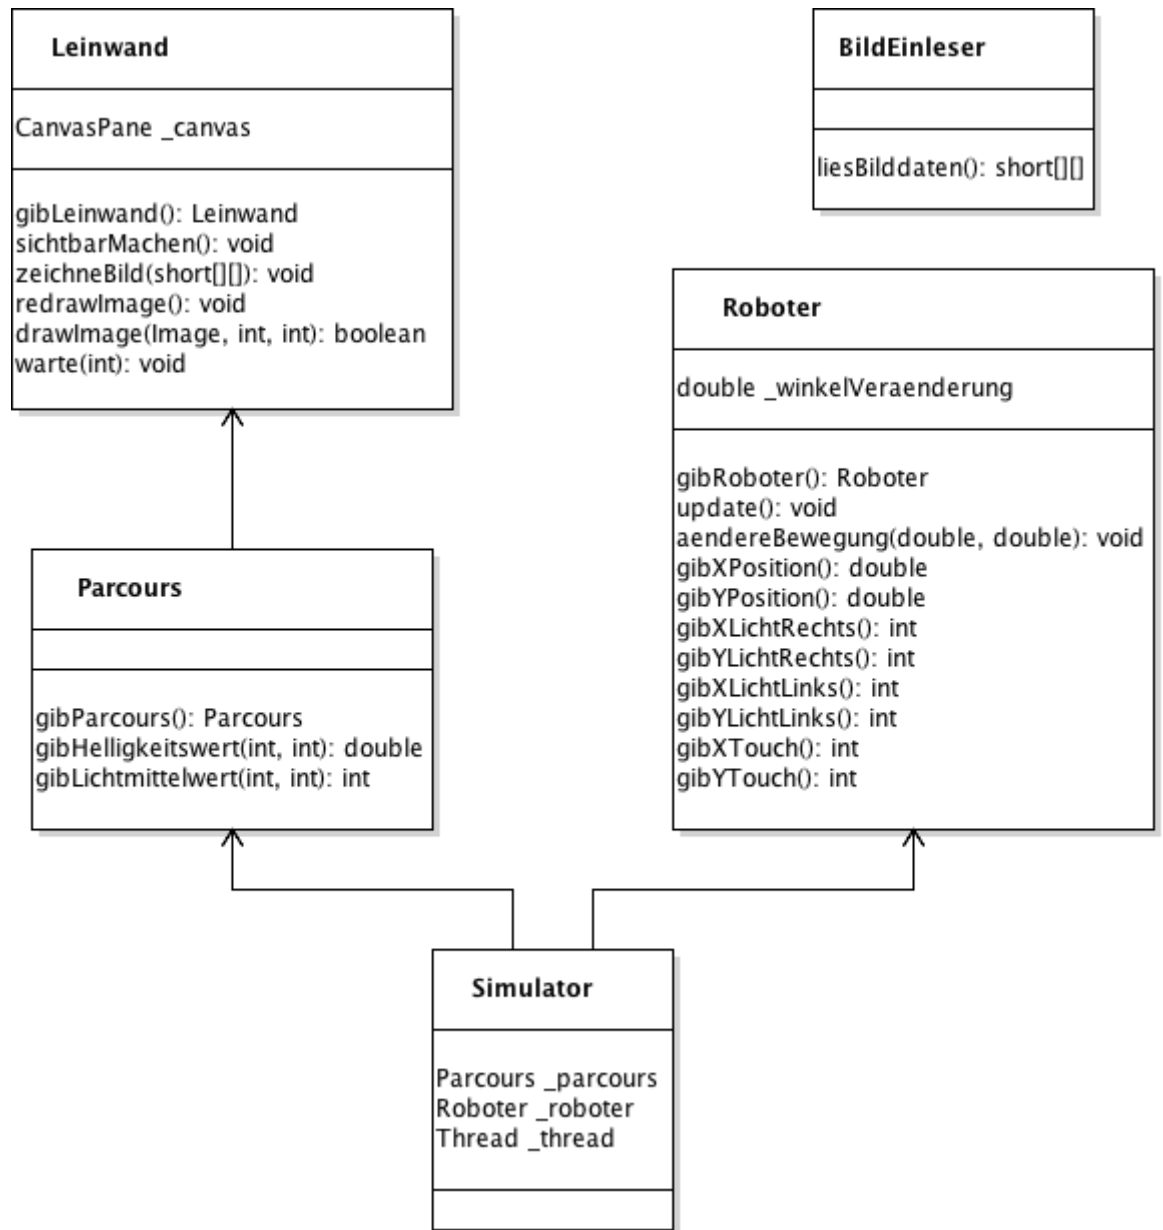 Leinwand
CanvasPane _canvas
gibLeinwand(): Leinwand
sichtbarMachen(): void
zeichneBild(short[][]): void
redrawImage(): void
drawImage(Image, int, int): boolean
warte(int): void
BildEinleser
liesBilddaten(): short[][]
Roboter
double _winkelVeraenderung
gibRoboter(): Roboter
update(): void
aendereBewegung(double, double): void
gibXPosition(): double
gibYPosition(): double
gibXLichtRechts(): int
gibYLichtRechts(): int
gibXLichtLinks(): int
gibYLichtLinks(): int
gibXTouch(): int
gibYTouch(): int
Parcours
gibParcours(): Parcours
gibHelligkeitswert(int, int): double
gibLichtmittelwert(int, int): int
Simulator
Parcours _parcours
Roboter _roboter
Thread _thread